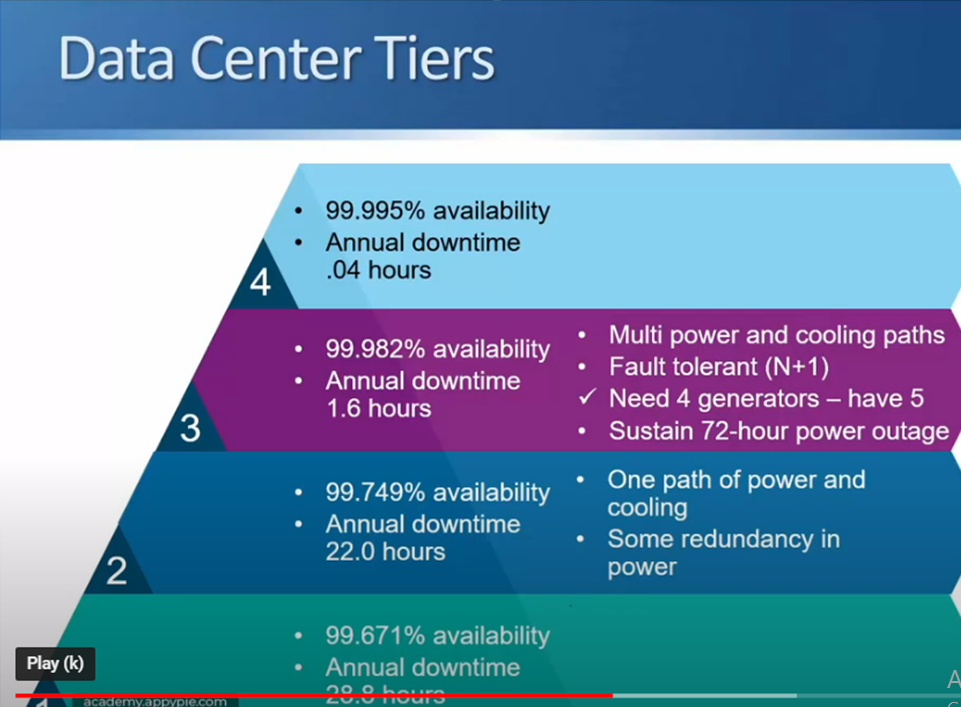 Data Center Tiers
• 99.995% availability
• Annual downtime
.04 hours
4
• 99.982% availability
• Annual downtime
1.6 hours
• Multi power and cooling paths
• Fault tolerant (N+1)
✓ Need 4 generators – have 5
• Sustain 72-hour power outage
3
• 99.749% availability
• Annual downtime
22.0 hours
• One path of power and
cooling
• Some redundancy in
power
2
• 99.671% availability
• Annual downtime
28.8 hours
1
Play (k)
academy.appypie.com
A